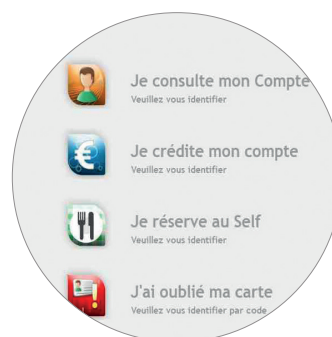 Je consulte mon Compte
Veuillez vous identifier
Je crédite mon compte
Veuillez vous identifier
Je réserve au Self
Veuillez vous identifier
J'ai oublié ma carte
Veuillez vous identifier par code